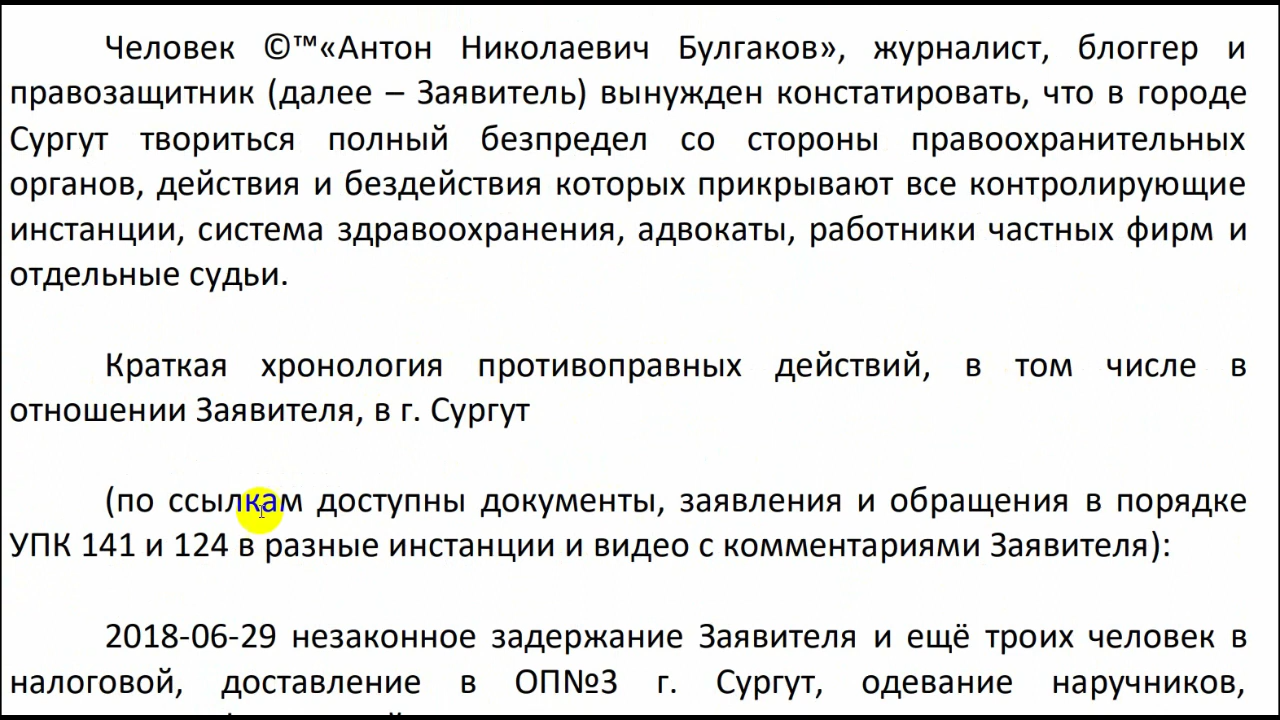 Человек ©™«Антон Николаевич Булгаков», журналист, блоггер и
правозащитник (далее – Заявитель) вынужден констатировать, что в городе
Сургут твориться полный безпредел со стороны правоохранительных
органов, действия и бездействия которых прикрывают все контролирующие
инстанции, система здравоохранения, адвокаты, работники частных фирм и
отдельные судьи.
Краткая хронология противоправных действий, в том числе в
отношении Заявителя, в г. Сургут
(по ссылкам доступны документы, заявления и обращения в порядке
УПК 141 и 124 в разные инстанции и видео с комментариями Заявителя):
2018-06-29 незаконное задержание Заявителя и ещё троих человек в
налоговой, доставление в ОП№3 г. Сургут, одевание наручников,